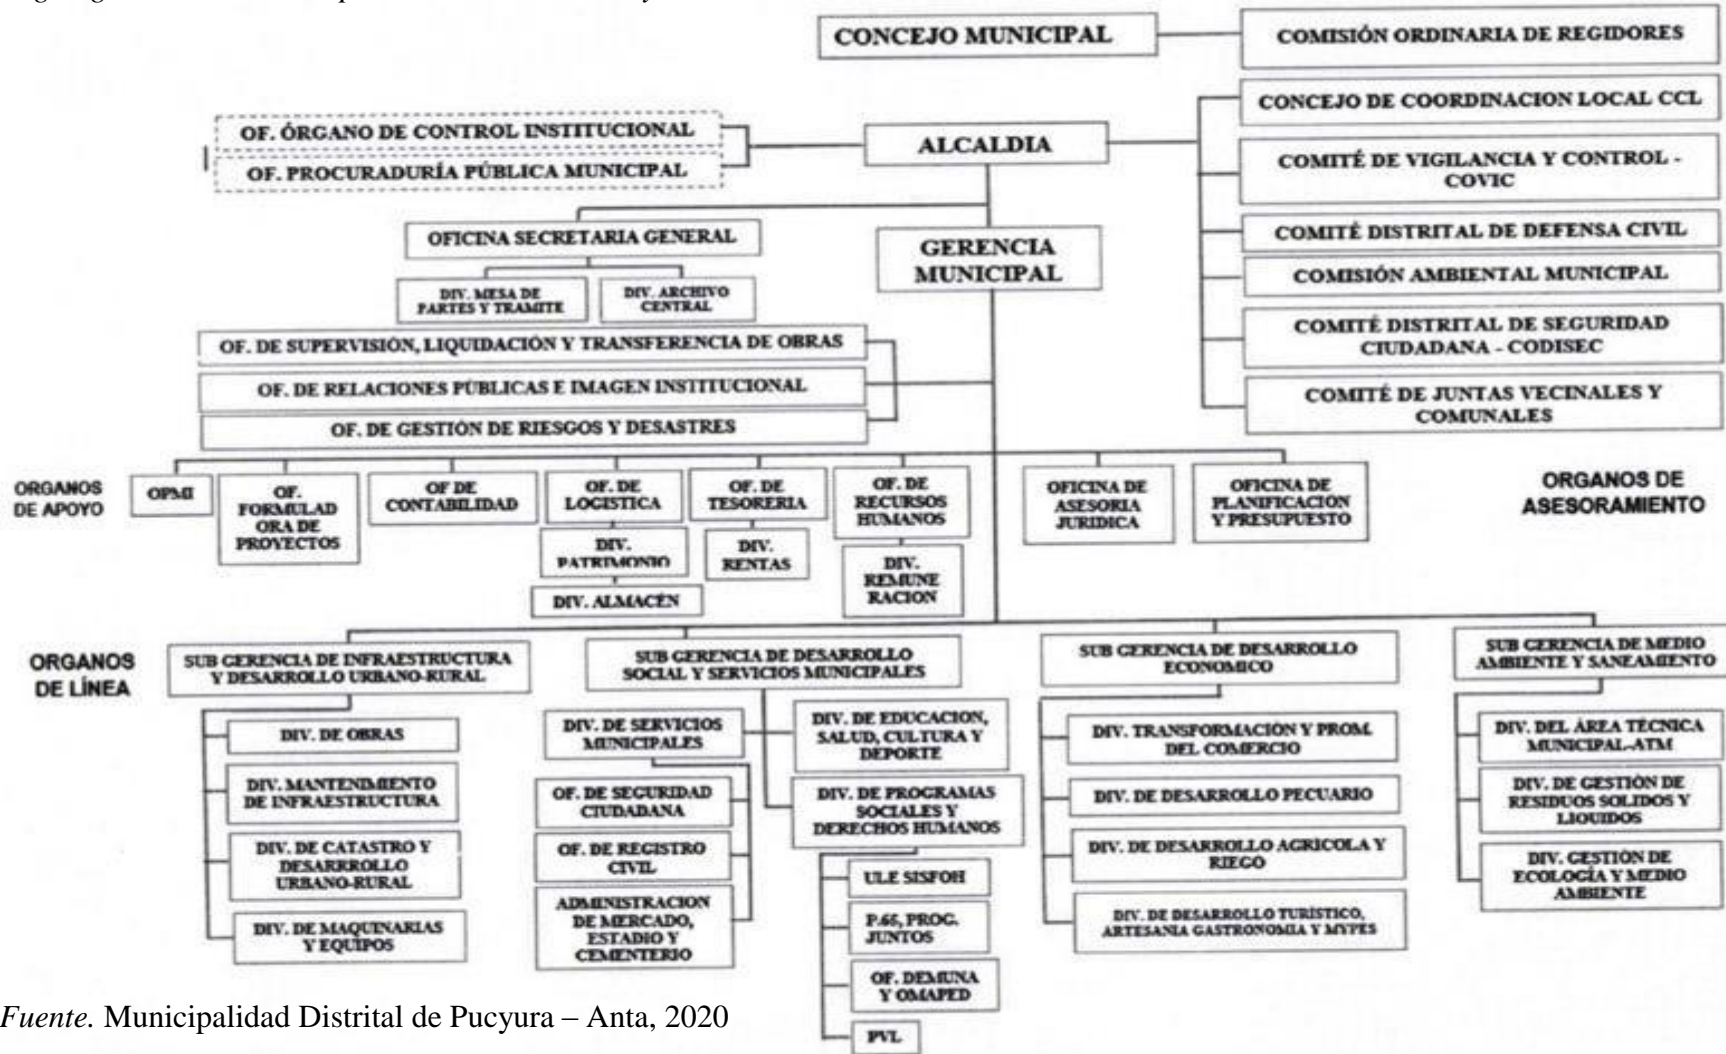 CONCEJO MUNICIPAL
COMISIÓN ORDINARIA DE REGIDORES
CONCEJO DE COORDINACION LOCAL CCL
OF. ÓRGANO DE CONTROL INSTITUCIONAL
ALCALDIA
OF. PROCURADURÍA PÚBLICA MUNICIPAL
COMITÉ DE VIGILANCIA Y CONTROL -
COVIC
OFICINA SECRETARIA GENERAL
GERENCIA
MUNICIPAL
COMITÉ DISTRITAL DE DEFENSA CIVIL
COMISIÓN AMBIENTAL MUNICIPAL
DIV. MESA DE
PARTES Y TRAMITE
DIV. ARCHIVO
CENTRAL
COMITÉ DISTRITAL DE SEGURIDAD
CIUDADANA - CODISEC
OF. DE SUPERVISIÓN, LIQUIDACIÓN Y TRANSFERENCIA DE OBRAS
OF. DE RELACIONES PÚBLICAS E IMAGEN INSTITUCIONAL
COMITÉ DE JUNTAS VECINALES Y
COMUNALES
OF. DE GESTIÓN DE RIESGOS Y DESASTRES
ORGANOS
DE APOYO
OPMI
OF.
FORMULAD
ORA DE
PROYECTOS
OF DE
CONTABILIDAD
OF. DE
LOGISTICA
OF. DE
TESORERIA
OF. DE
RECURSOS
HUMANOS
OFICINA DE
ASESORIA
JURIDICA
OFICINA DE
PLANIFICACION
Y PRESUPUESTO
ORGANOS DE
ASESORAMIENTO
DIV.
PATRIMONIO
DIV.
RENTAS
DIV.
REMUNE
RACION
DIV. ALMACÉN
ORGANOS
DE LÍNEA
SUB GERENCIA DE INFRAESTRUCTURA
Y DESARROLLO URBANO-RURAL
SUB GERENCIA DE DESARROLLO
SOCIAL Y SERVICIOS MUNICIPALES
SUB GERENCIA DE DESARROLLO
ECONOMICO
SUB GERENCIA DE MEDIO
AMBIENTE Y SANEAMIENTO
DIV. DE OBRAS
DIV. MANTENIMIENTO
DE INFRAESTRUCTURA
DIV. DE CATASTRO Y
DESARRROLLO
URBANO-RURAL
DIV. DE MAQUINARIAS
Y EQUIPOS
DIV. DE SERVICIOS
MUNICIPALES
OF. DE SEGURIDAD
CIUDADANA
OF. DE REGISTRO
CIVIL
ADMINISTRACION
DE MERCADO,
ESTADIO Y
CEMENTERIO
DIV. DE EDUCACION,
SALUD, CULTURA Y
DEPORTE
DIV. DE PROGRAMAS
SOCIALES Y
DERECHOS HUMANOS
ULE SISFOH
P.65, PROG.
JUNTOS
OF. DEMUNA
Y OMAPED
PVL
DIV. TRANSFORMACIÓN Y PROM.
DEL COMERCIO
DIV. DE DESARROLLO PECUARIO
DIV. DE DESARROLLO AGRÍCOLA Y
RIEGO
DIV. DE DESARROLLO TURÍSTICO,
ARTESANIA GASTRONOMIA Y MYPES
DIV. DEL ÁREA TÉCNICA
MUNICIPAL-ATM
DIV. DE GESTIÓN DE
RESIDUOS SOLIDOS Y
LIQUIDOS
DIV. GESTIÓN DE
ECOLOGÍA Y MEDIO
AMBIENTE
Fuente. Municipalidad Distrital de Pucyura – Anta, 2020